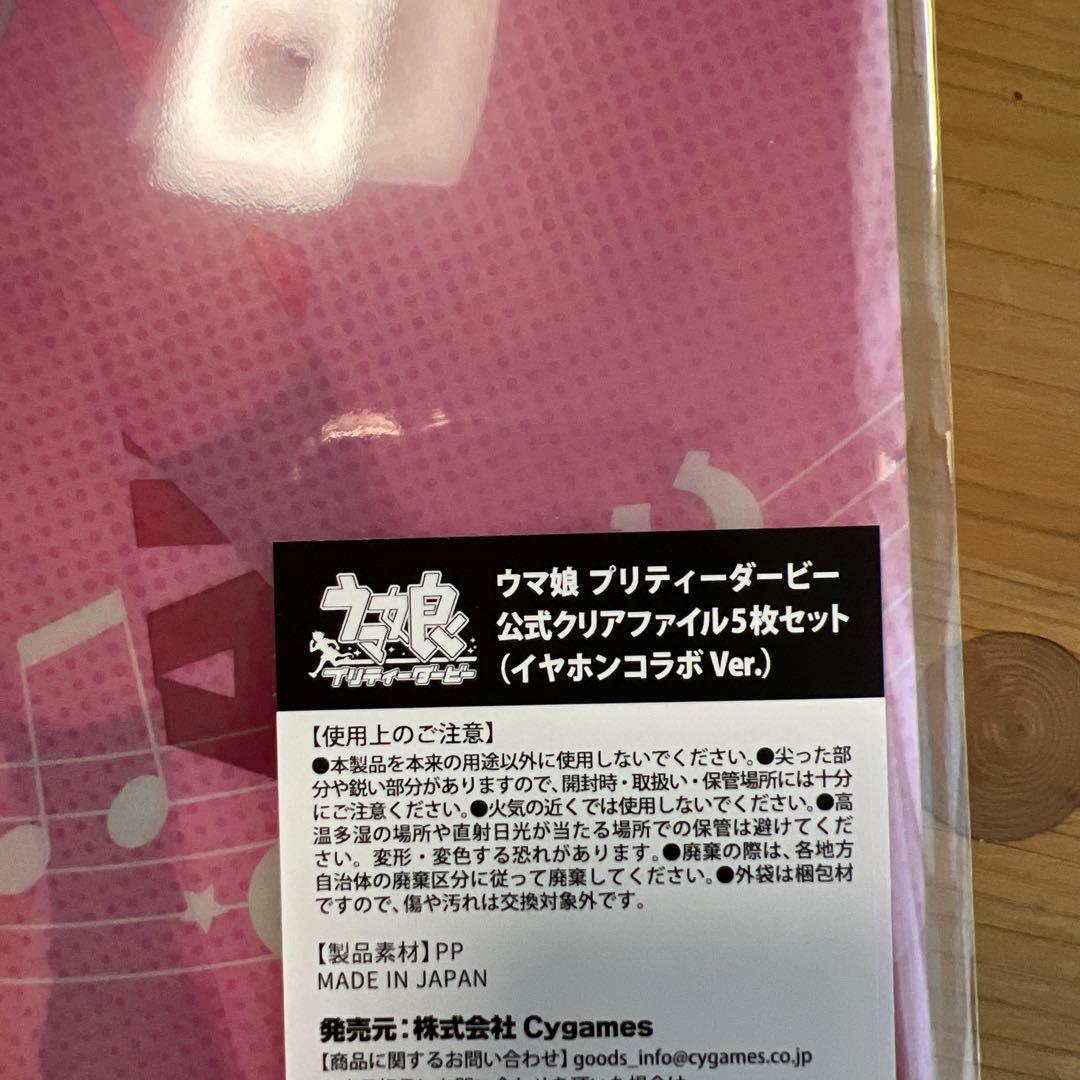 ウマ娘
プリティーダービー
ウマ娘 プリティーダービー
公式クリアファイル5枚セット
(イヤホンコラボ Ver.)
【使用上のご注意】
●本製品を本来の用途以外に使用しないでください。●尖った部
分や鋭い部分がありますので、開封時・取扱い・保管場所には十分
にご注意ください。●火気の近くでは使用しないでください。●高
温多湿の場所や直射日光が当たる場所での保管は避けてくだ
さい。変形・変色する恐れがあります。●廃棄の際は、各地方
自治体の廃棄区分に従って廃棄してください。●外袋は梱包材
ですので、傷や汚れは交換対象外です。
【製品素材】PP
MADE IN JAPAN
発売元：株式会社 Cygames
【商品に関するお問い合わせ】goods_info@cygames.co.jp